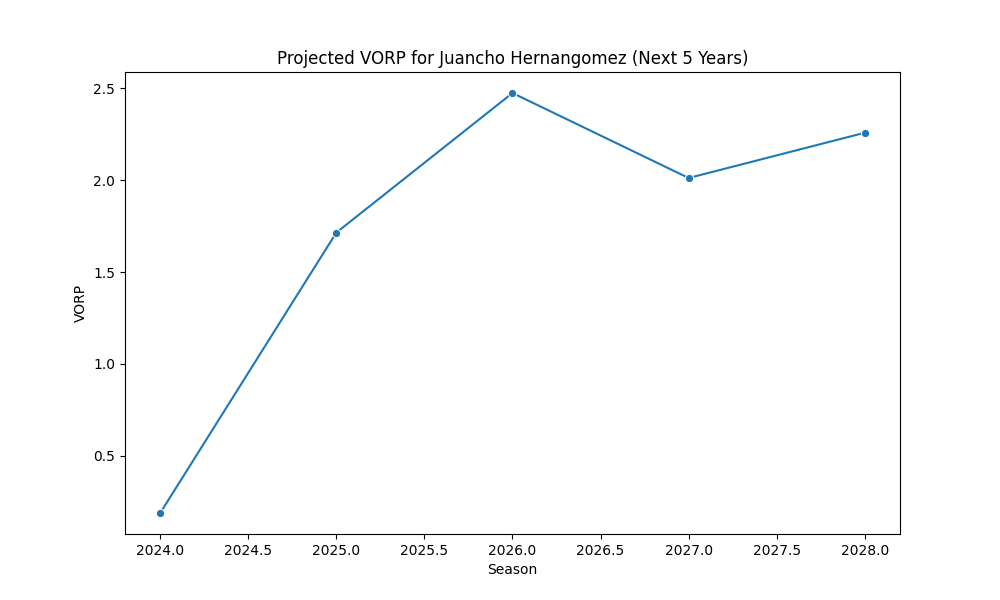 Projected VORP for Juancho Hernangomez (Next 5 Years)
2.5
2.0
1.5
1.0
0.5
VORP
2024.0 2024.5 2025.0 2025.5 2026.0 2026.5 2027.0 2027.5 2028.0
Season